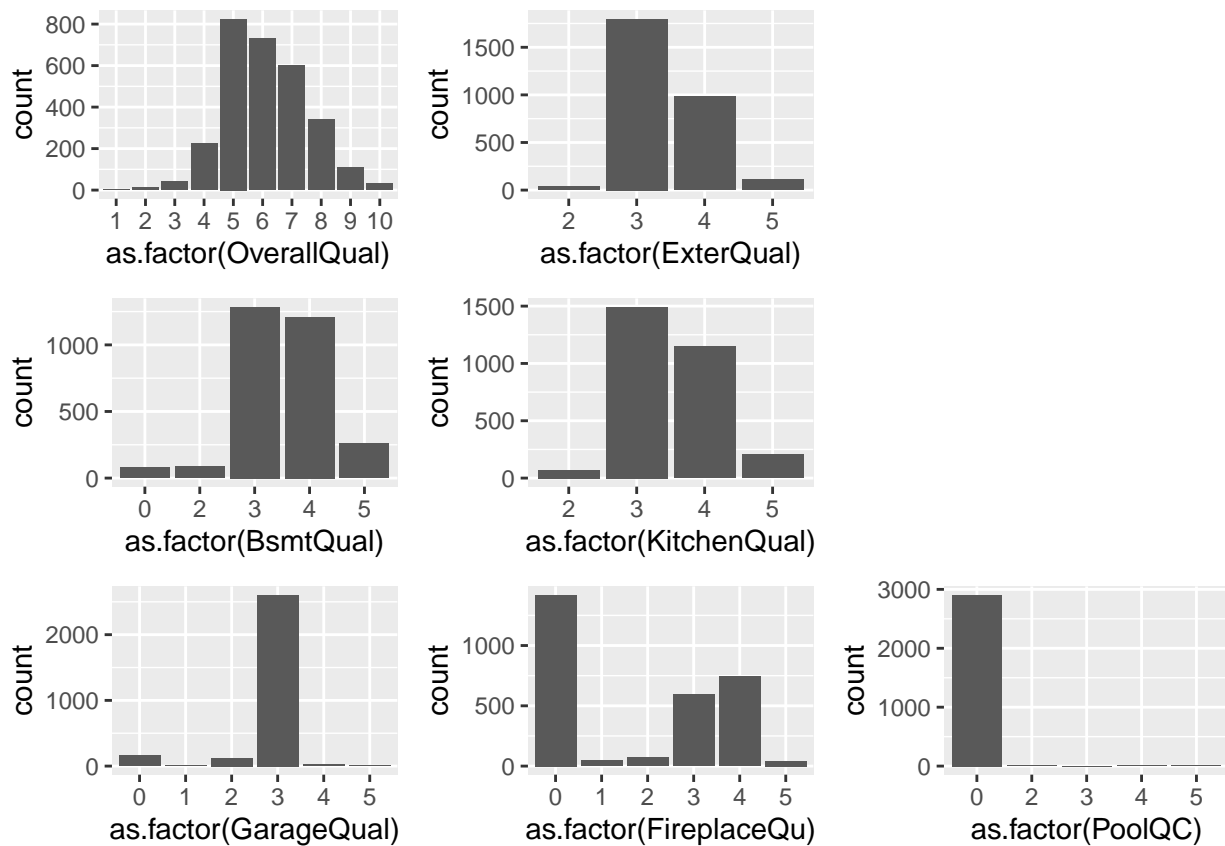 count
800
600
400
200
0
1 2 3 4 5 6 7 8 9 10
as.factor(OverallQual)
count
1500
1000
500
0
2 3 4 5
as.factor(ExterQual)
count
1000
500
0
0 2 3 4 5
as.factor(BsmtQual)
count
1500
1000
500
0
2 3 4 5
as.factor(KitchenQual)
count
2000
1000
0
0 1 2 3 4 5
as.factor(GarageQual)
count
1000
500
0
0 1 2 3 4 5
as.factor(FireplaceQu)
count
3000
2000
1000
0
0 2 3 4 5
as.factor(PoolQC)